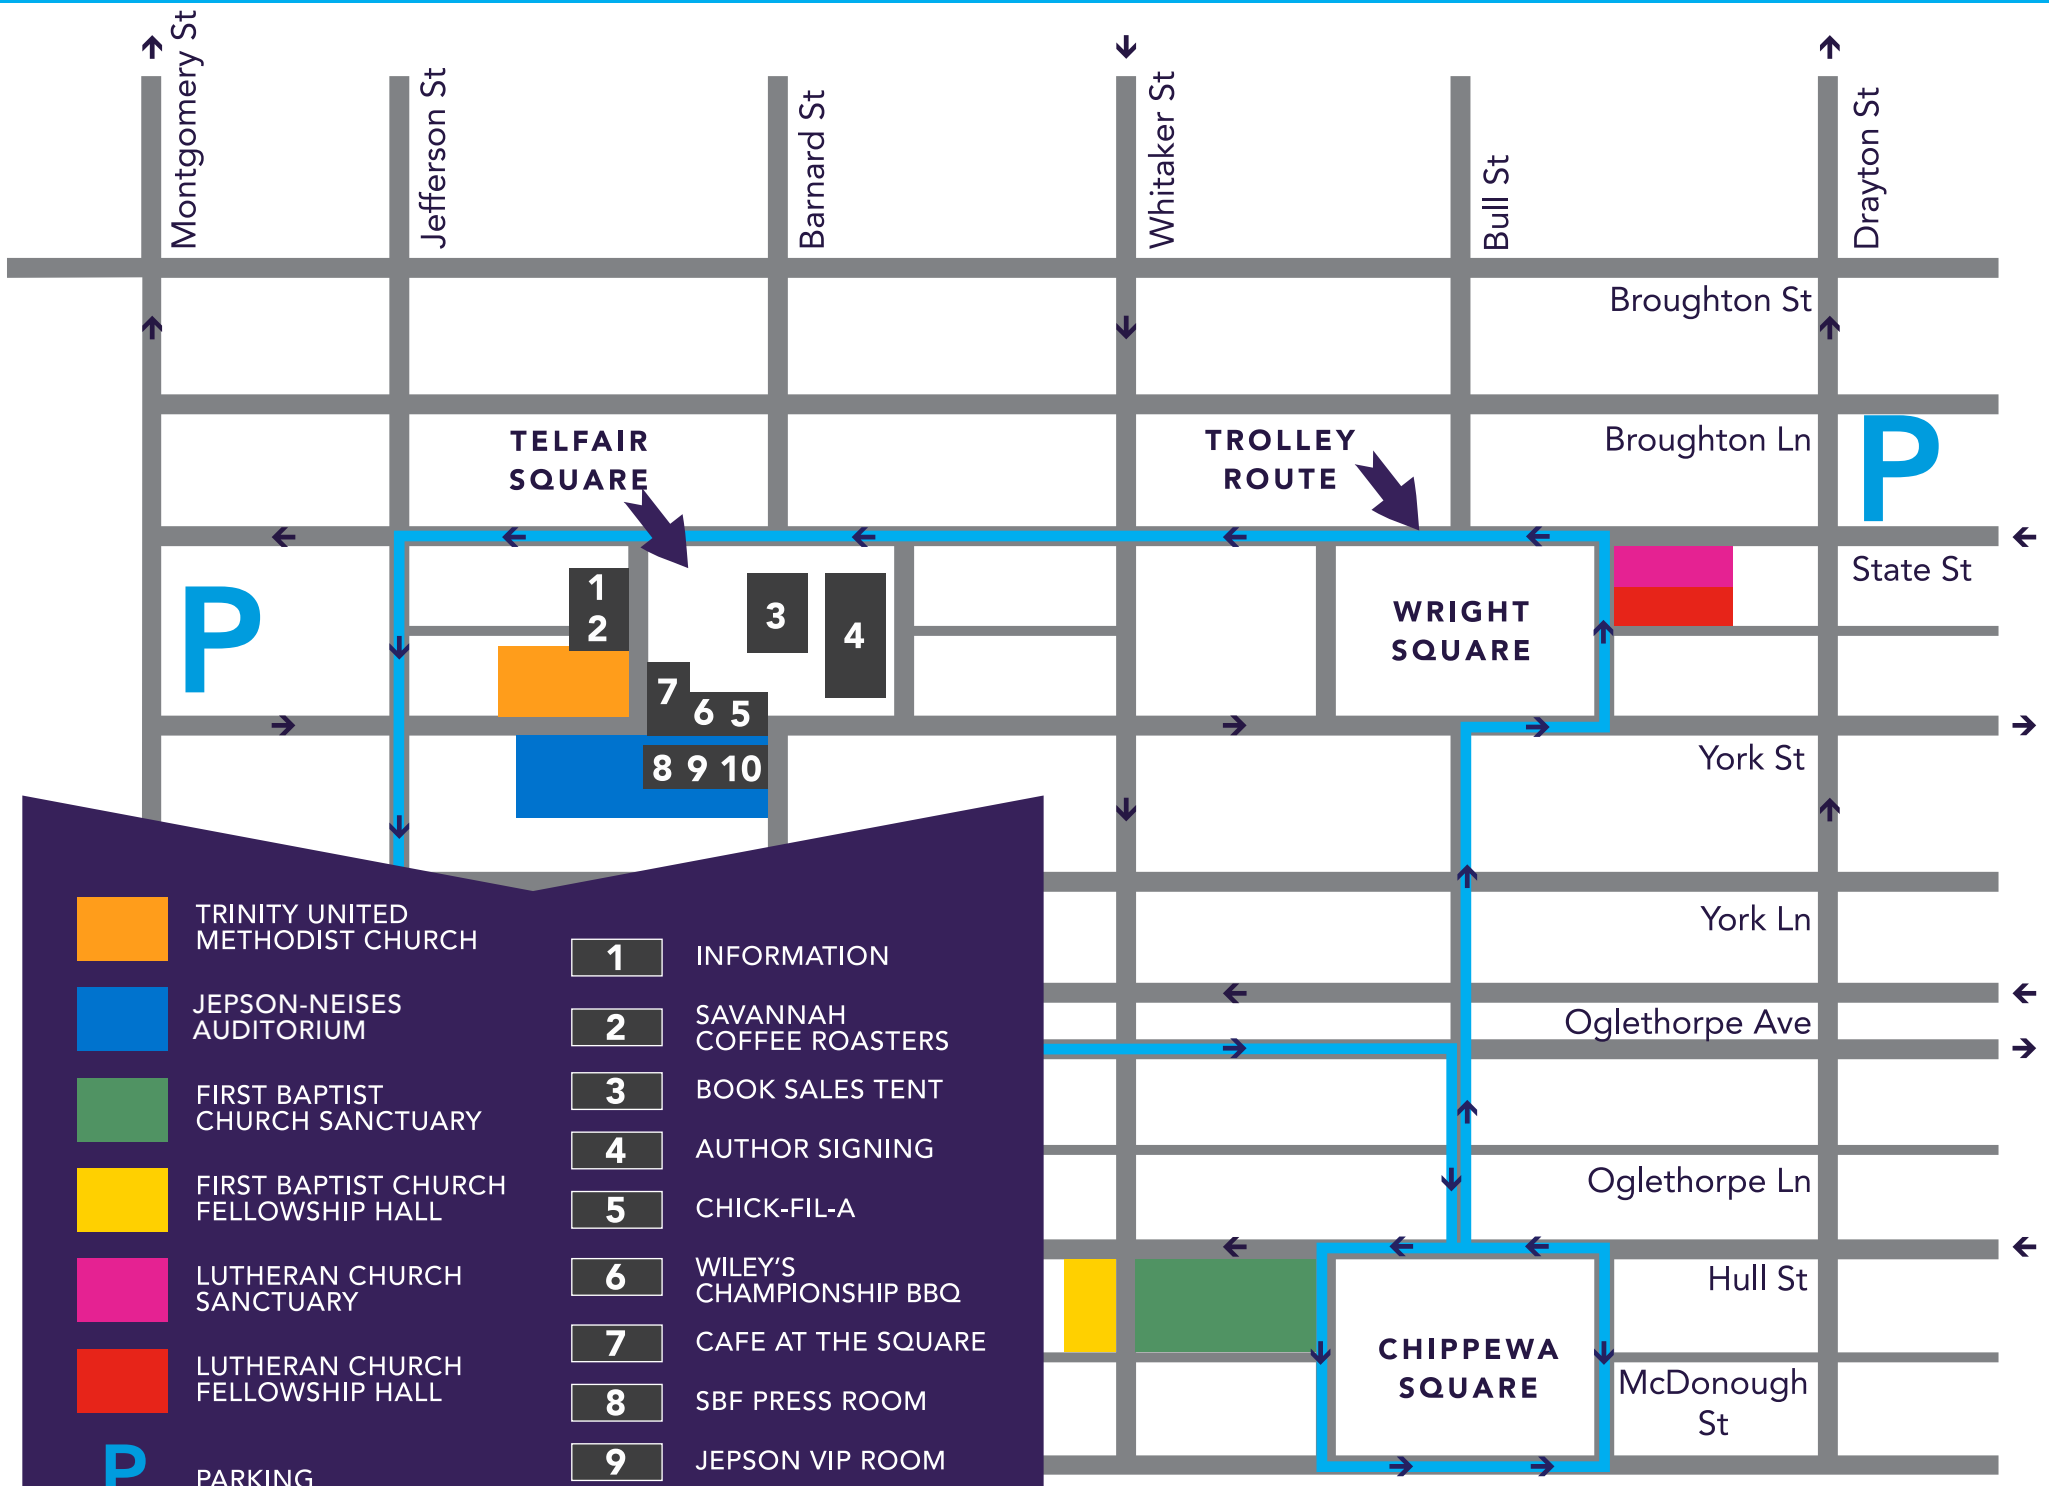 Montgomery St
Jefferson St
Barnard St
Whitaker St
Bull St
Drayton St
Broughton St
Broughton Ln
P
TELFAIR
SQUARE
TROLLEY
ROUTE
State St
P
1
2
3
4
WRIGHT
SQUARE
7
6 5
8 9 10
York St
York Ln
Oglethorpe Ave
Oglethorpe Ln
Hull St
CHIPPEWA
SQUARE
McDonough
St
TRINITY UNITED
METHODIST CHURCH
JEPSON-NEISES
AUDITORIUM
FIRST BAPTIST
CHURCH SANCTUARY
FIRST BAPTIST CHURCH
FELLOWSHIP HALL
LUTHERAN CHURCH
SANCTUARY
LUTHERAN CHURCH
FELLOWSHIP HALL
P PARKING
1 INFORMATION
2 SAVANNAH
COFFEE ROASTERS
3 BOOK SALES TENT
4 AUTHOR SIGNING
5 CHICK-FIL-A
6 WILEY'S
CHAMPIONSHIP BBQ
7 CAFE AT THE SQUARE
8 SBF PRESS ROOM
9 JEPSON VIP ROOM